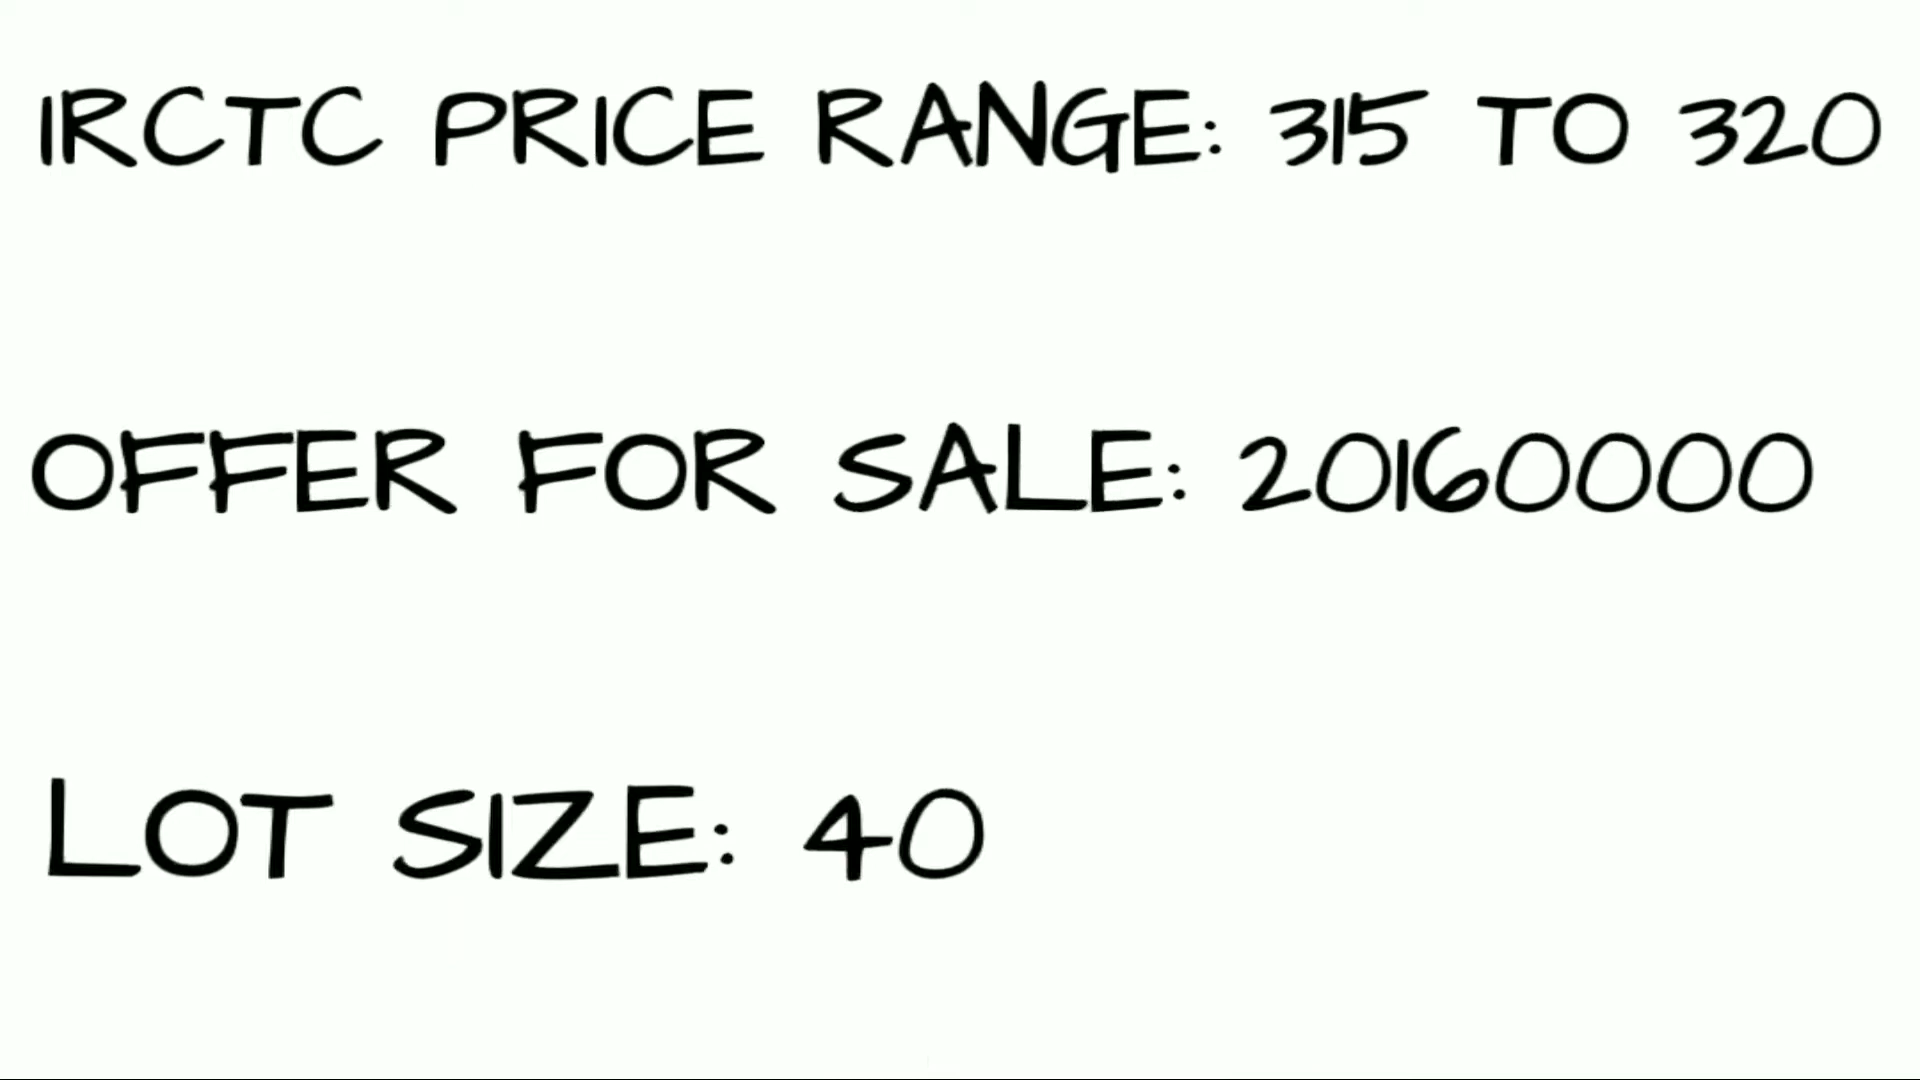 IRCTC PRICE RANGE: 315 TO 320
OFFER FOR SALE: 20160000
LOT SIZE: 40